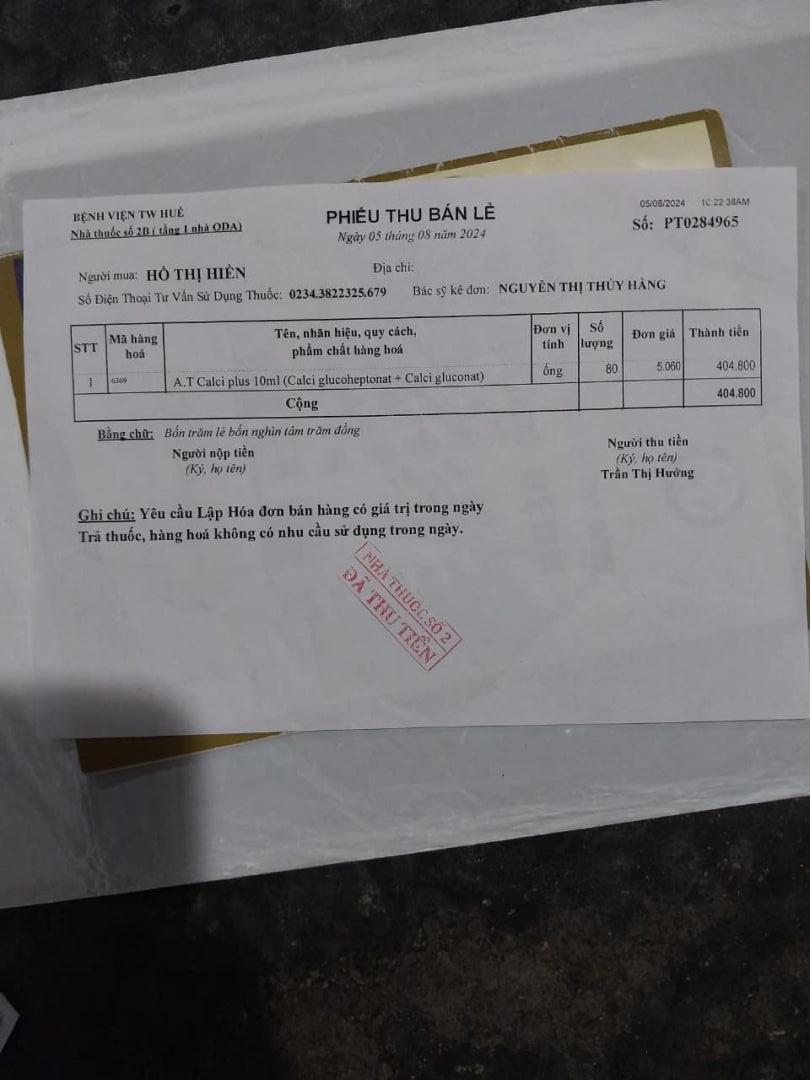 BỆNH VIỆN TW HUẾ
Nhà thuốc số 2B ( tầng 1 nhà ODA)
PHIẾU THU BÁN LẺ
Ngày 05 tháng 08 năm 2024
05/08/2024 10:22:38AM
Số: PT0284965
Người mua: HỒ THỊ HIỀN
Địa chỉ:
Số Điện Thoại Tư Vấn Sử Dụng Thuốc: 0234.3822325.679
Bác sỹ kê đơn: NGUYỄN THỊ THÚY HẰNG
STT Mã hàng hoá Tên, nhãn hiệu, quy cách, phẩm chất hàng hoá Đơn vị tính Số lượng Đơn giá Thành tiền
1 6369 A.T Calci plus 10ml (Calci glucoheptonat + Calci gluconat) ống 80 5.060 404.800
Cộng 404.800
Bằng chữ: Bốn trăm lẻ bốn nghìn tám trăm đồng
Người nộp tiền
(Ký, họ tên)
Người thu tiền
(Ký, họ tên)
Trần Thị Hướng
Ghi chú: Yêu cầu Lập Hóa đơn bán hàng có giá trị trong ngày
Trả thuốc, hàng hoá không có nhu cầu sử dụng trong ngày.
NHÀ THUỐC SỐ 2
ĐÃ THU TIỀN